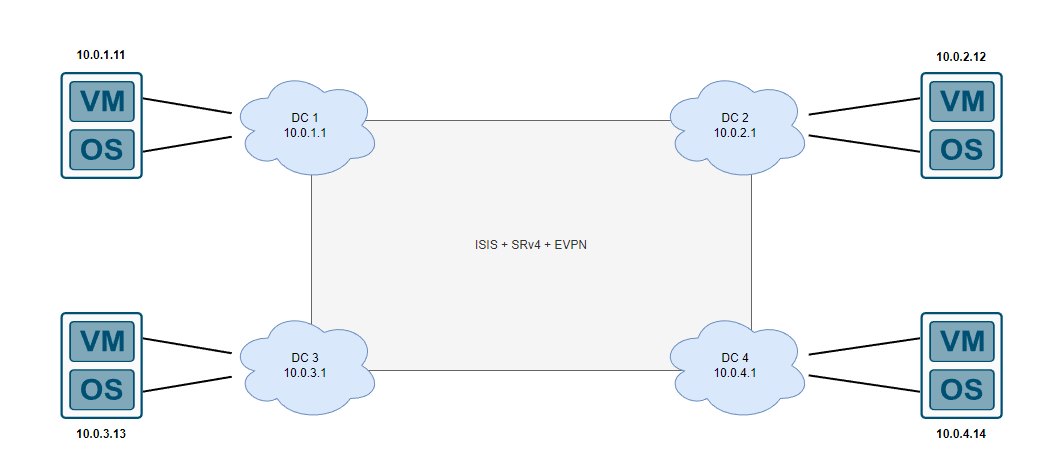 10.0.1.11
VM
OS
DC 1
10.0.1.1
DC 2
10.0.2.1
10.0.2.12
VM
OS
ISIS + SRv4 + EVPN
VM
OS
10.0.3.13
DC 3
10.0.3.1
DC 4
10.0.4.1
VM
OS
10.0.4.14